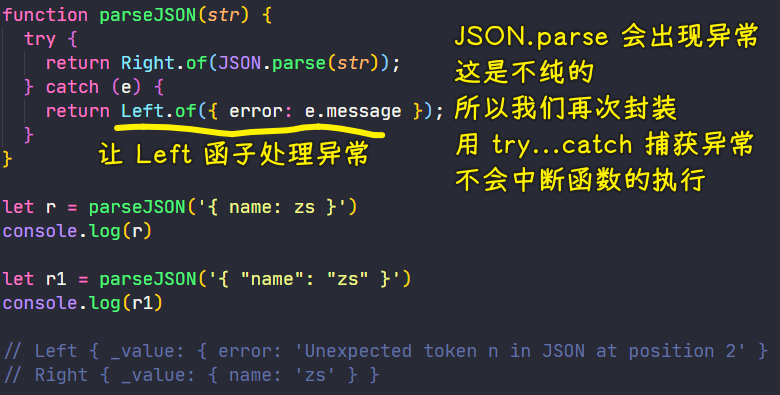 function parseJSON(str) {
  try {
    return Right.of(JSON.parse(str));
  } catch (e) {
    return Left.of({ error: e.message });
  }
}
让 Left 函子处理异常
JSON.parse 会出现异常
这是不纯的
所以我们再次封装
用 try...catch 捕获异常
不会中断函数的执行
let r = parseJSON('{ name: zs }')
console.log(r)
let r1 = parseJSON('{ "name": "zs" }')
console.log(r1)
// Left { _value: { error: 'Unexpected token n in JSON at position 2' }
// Right { _value: { name: 'zs' } }